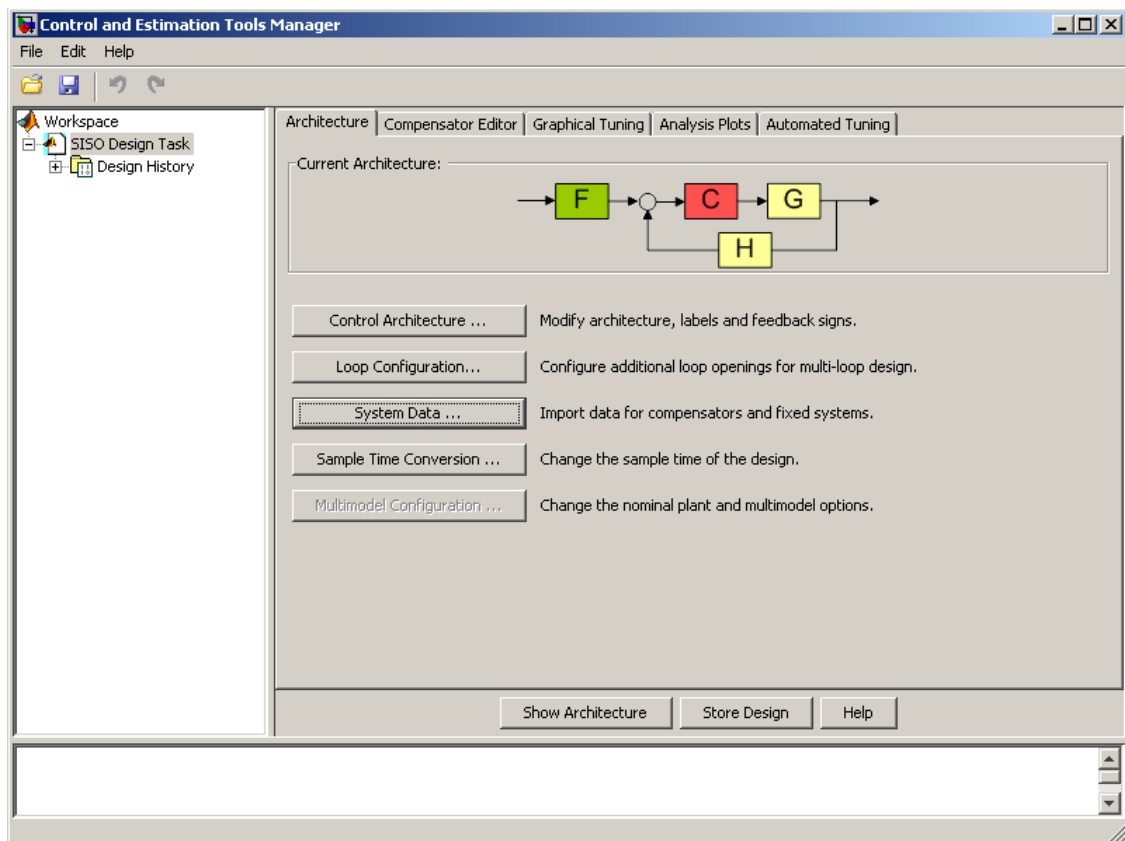 Control and Estimation Tools Manager
File Edit Help
Workspace
SISO Design Task
Design History
Architecture Compensator Editor Graphical Tuning Analysis Plots Automated Tuning
Current Architecture:
F C G
H
Control Architecture ... Modify architecture, labels and feedback signs.
Loop Configuration... Configure additional loop openings for multi-loop design.
System Data ... Import data for compensators and fixed systems.
Sample Time Conversion ... Change the sample time of the design.
Multimodel Configuration ... Change the nominal plant and multimodel options.
Show Architecture Store Design Help